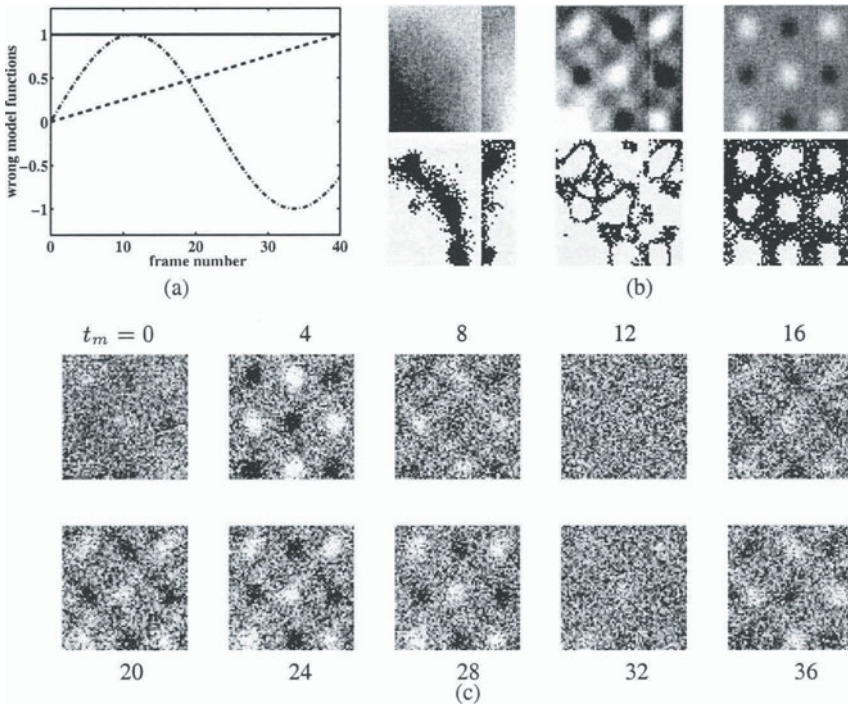 1
0.5
0
−0.5
−1
wrong model functions
0 10 20 30 40
frame number
(a)
(b)
t_m = 0 4 8 12 16
20 24 28 32 36
(c)